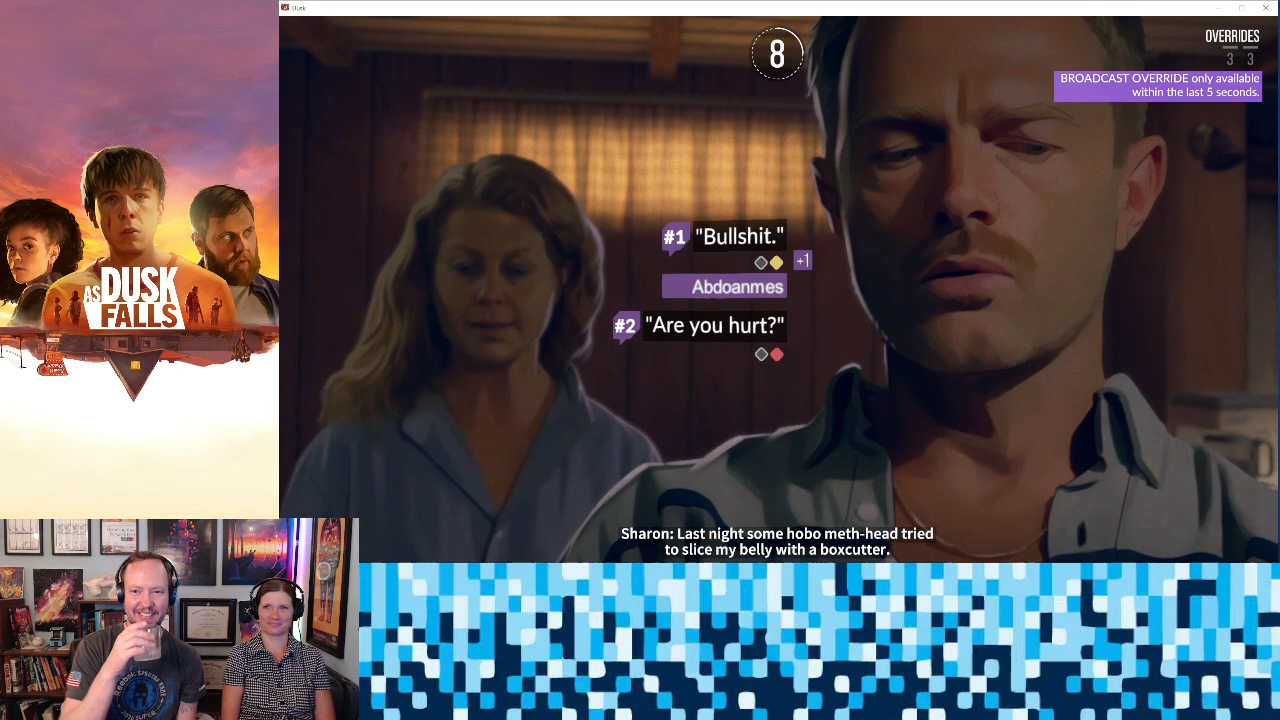 Dusk
8
OVERRIDES
3 3
BROADCAST OVERRIDE only available
within the last 5 seconds.
#1 "Bullshit."
+1
Abdoanmes
#2 "Are you hurt?"
Sharon: Last night some hobo meth-head tried
to slice my belly with a boxcutter.
AS DUSK
FALLS